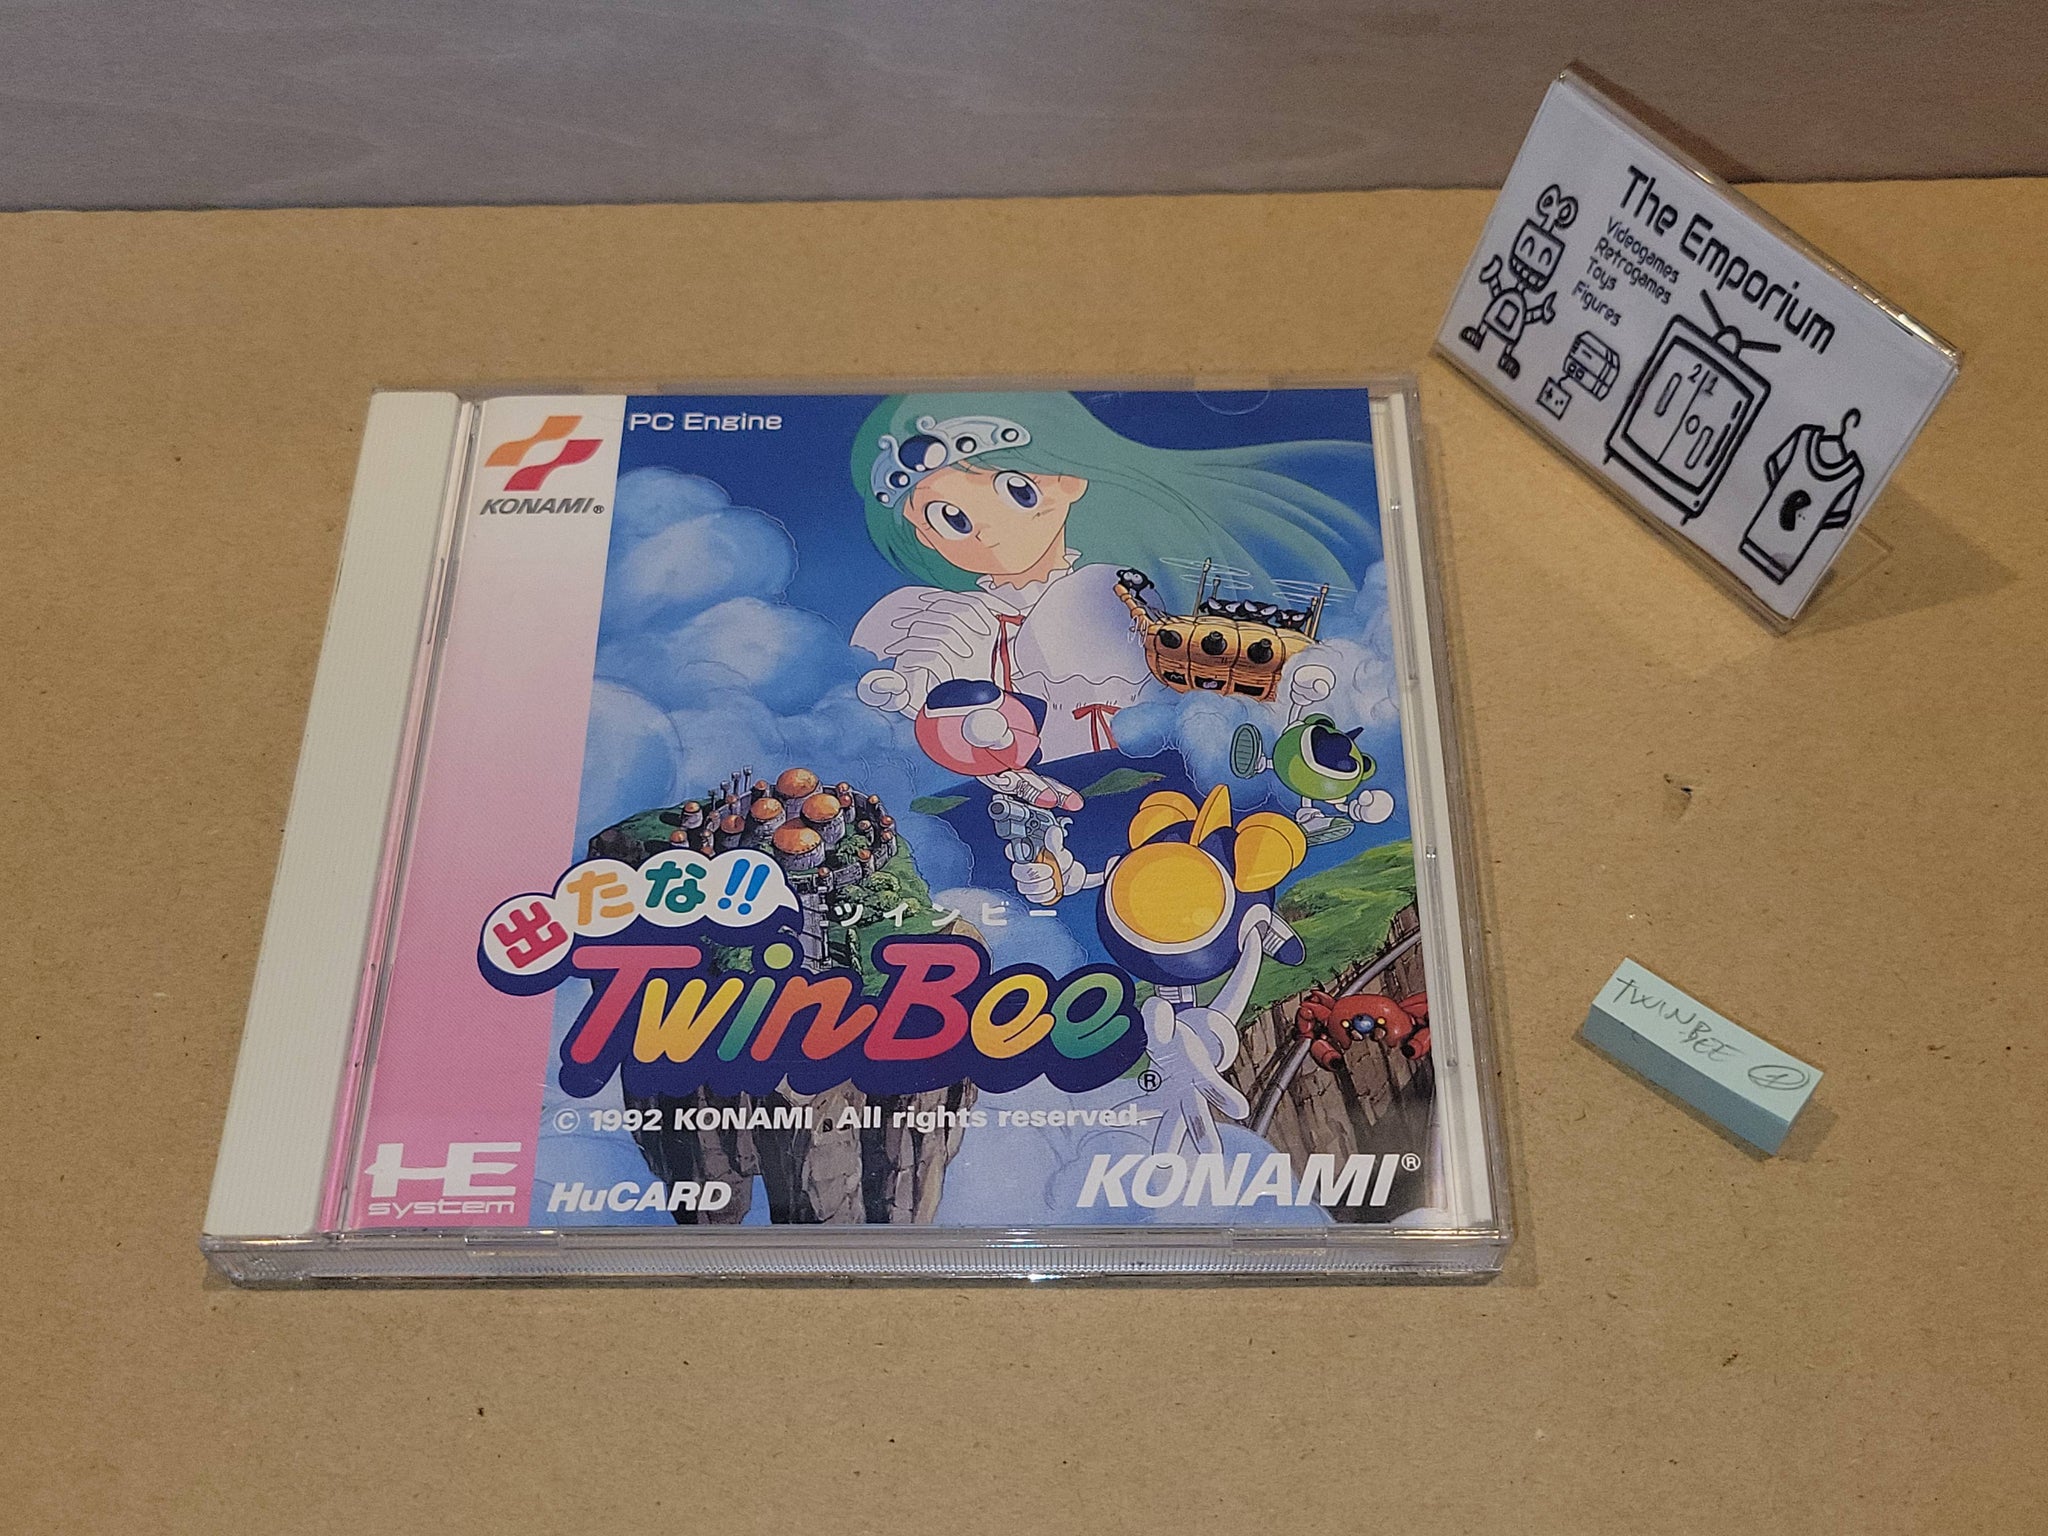 The Emporium
Videogames
Retrogames
Toys
Figures
21
P
KONAMI®
PC Engine
出たな!!
ツインビー
TwinBee®
© 1992 KONAMI All rights reserved.
HE
system
HuCARD
KONAMI®
TWINBEE